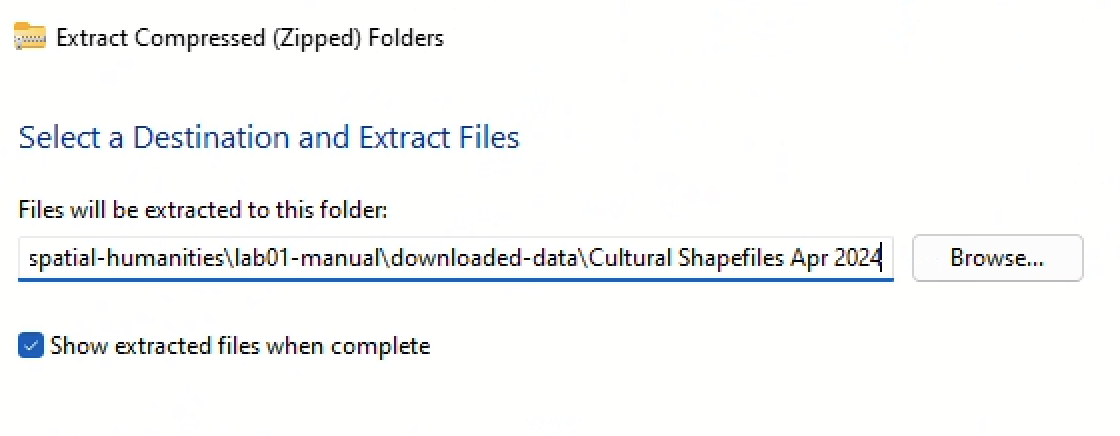 Extract Compressed (Zipped) Folders
Select a Destination and Extract Files
Files will be extracted to this folder:
spatial-humanities\lab01-manual\downloaded-data\Cultural Shapefiles Apr 2024
Browse...
Show extracted files when complete